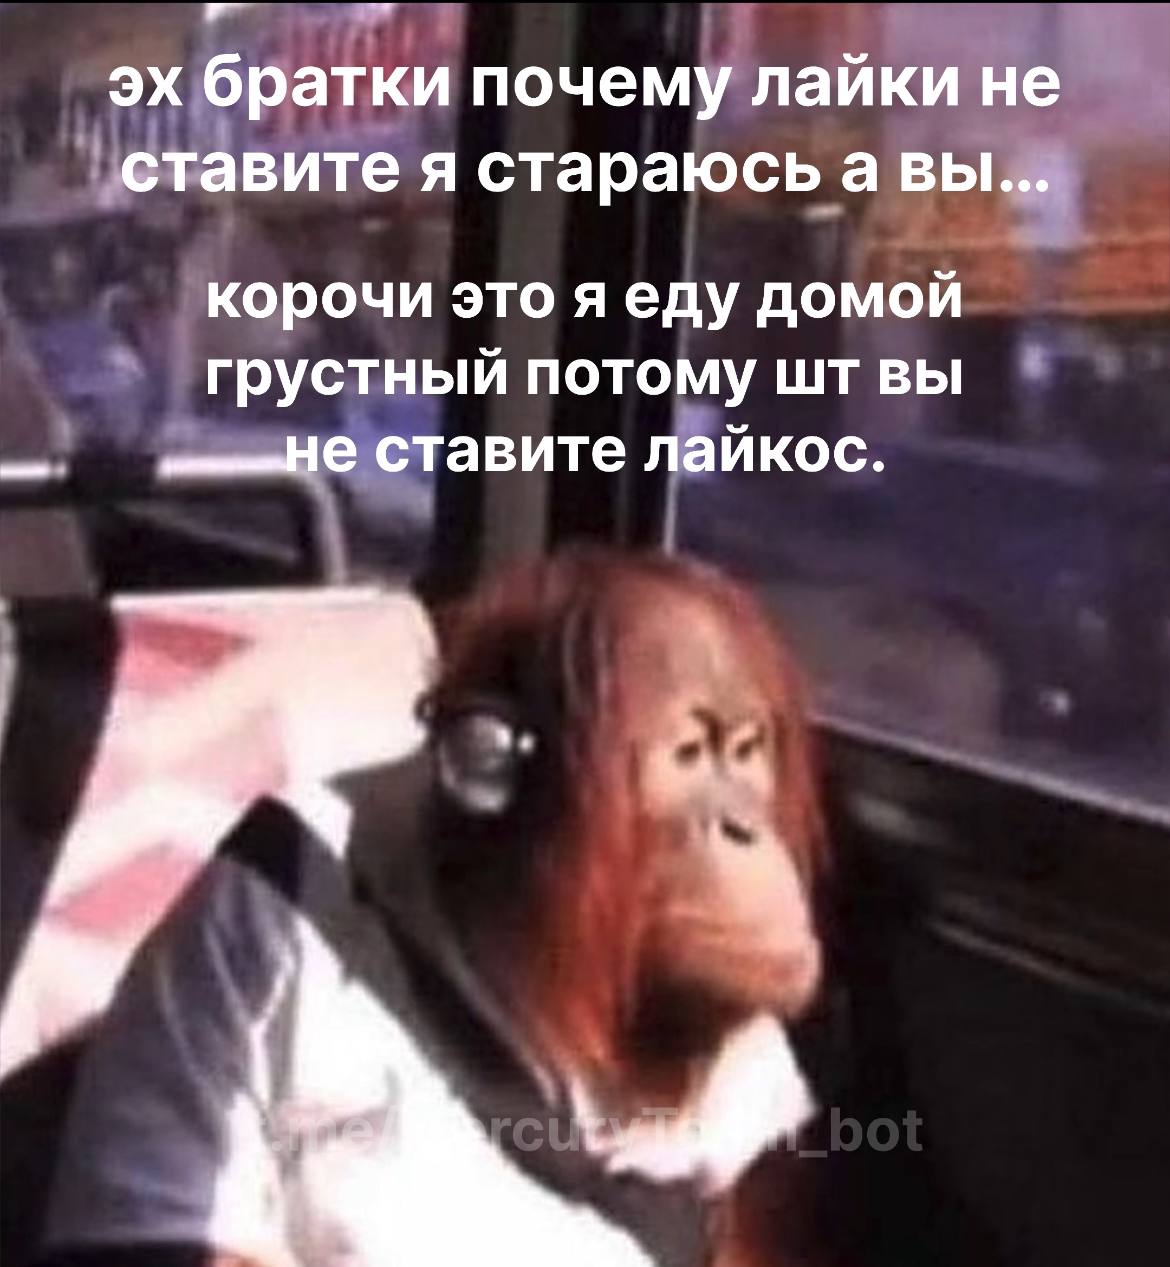 эх братки почему лайки не
ставите я стараюсь а вы...
корочи это я еду домой
грустный потому шт вы
не ставите лайкос.
_bot